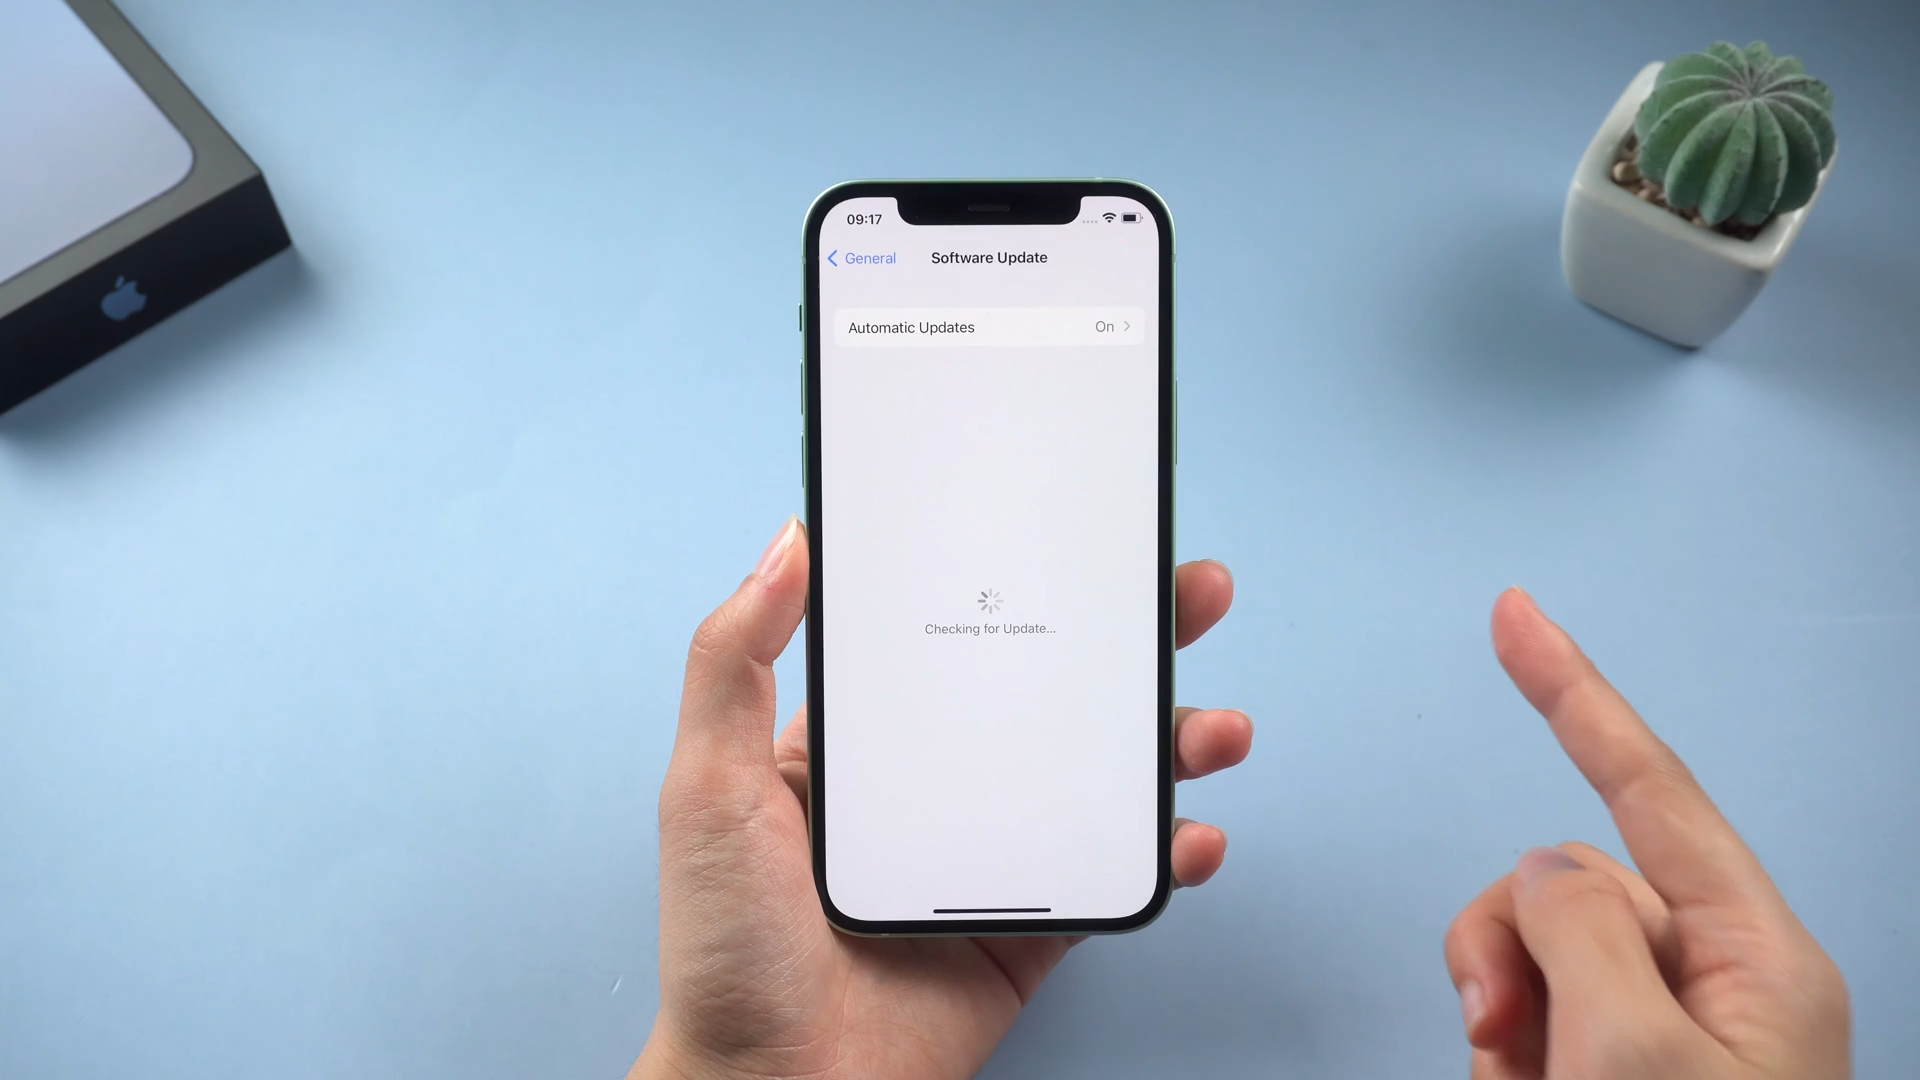 09:17
General
Software Update
Automatic Updates
On
Checking for Update...